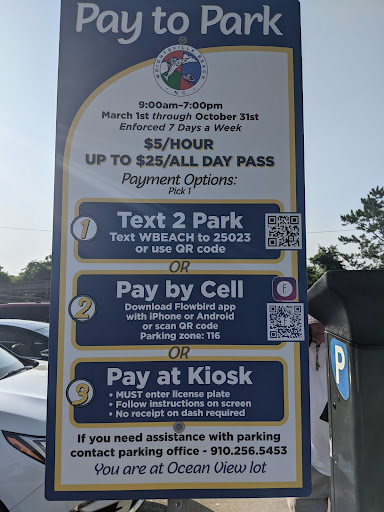 Pay to Park
WRIGHTSVILLE BEACH
N.C.
9:00am-7:00pm
March 1st through October 31st
Enforced 7 Days a Week
$5/HOUR
UP TO $25/ALL DAY PASS
Payment Options:
Pick 1
1
Text 2 Park
Text WBEACH to 25023
or use QR code
OR
2
Pay by Cell
Download Flowbird app
with iPhone or Android
or scan QR code
Parking zone: 116
F
OR
3
Pay at Kiosk
• MUST enter license plate
• Follow instructions on screen
• No receipt on dash required
P
If you need assistance with parking
contact parking office - 910.256.5453
You are at Ocean View lot